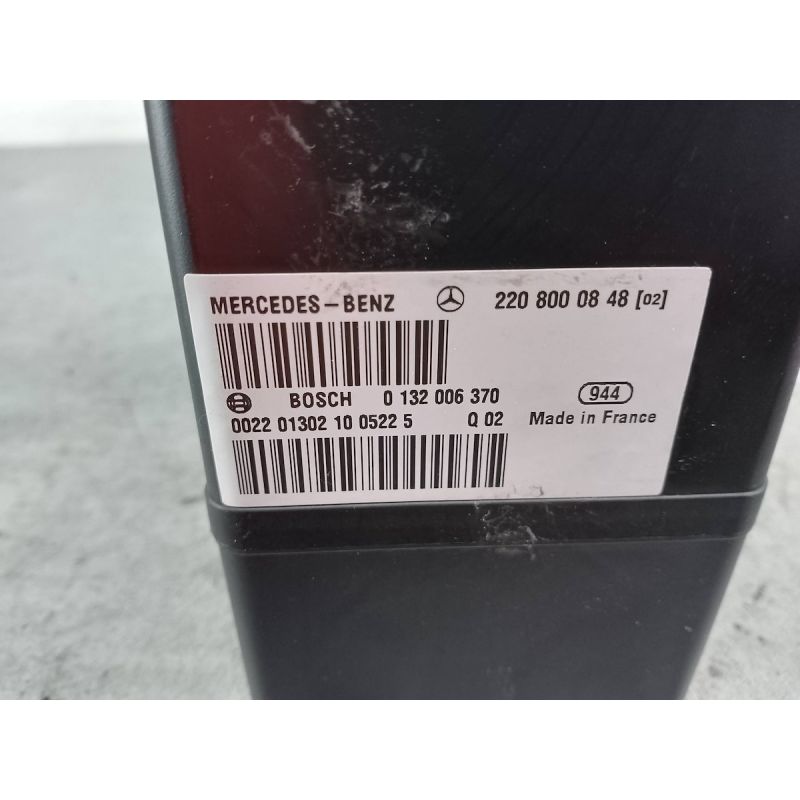 MERCEDES-BENZ 220 800 08 48 [02]
BOSCH 0 132 006 370 944
0022 01302 10 0522 5 Q 02 Made in France